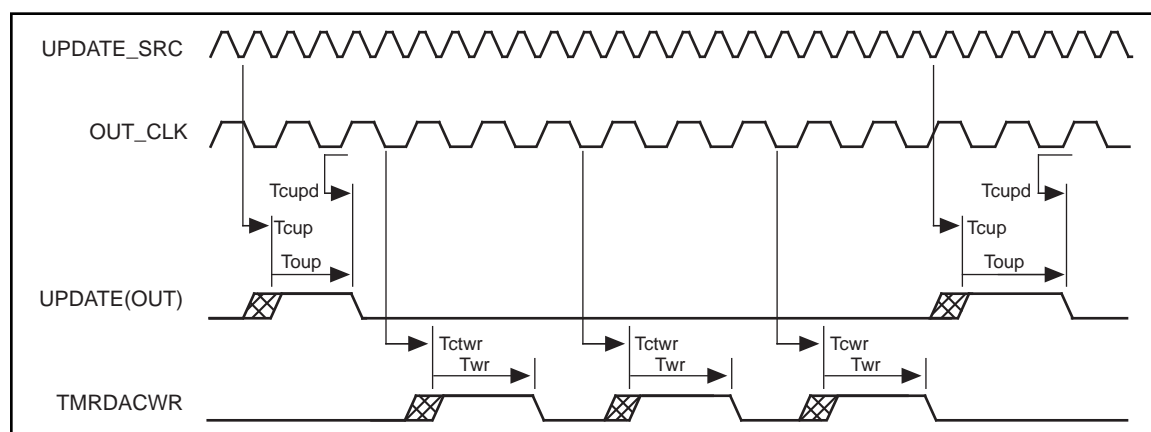 UPDATE_SRC
OUT_CLK
Tcupd
Tcupd
Tcup
Tcup
Toup
Toup
UPDATE(OUT)
Tctwr
Tctwr
Tcwr
Twr
Twr
Twr
TMRDACWR